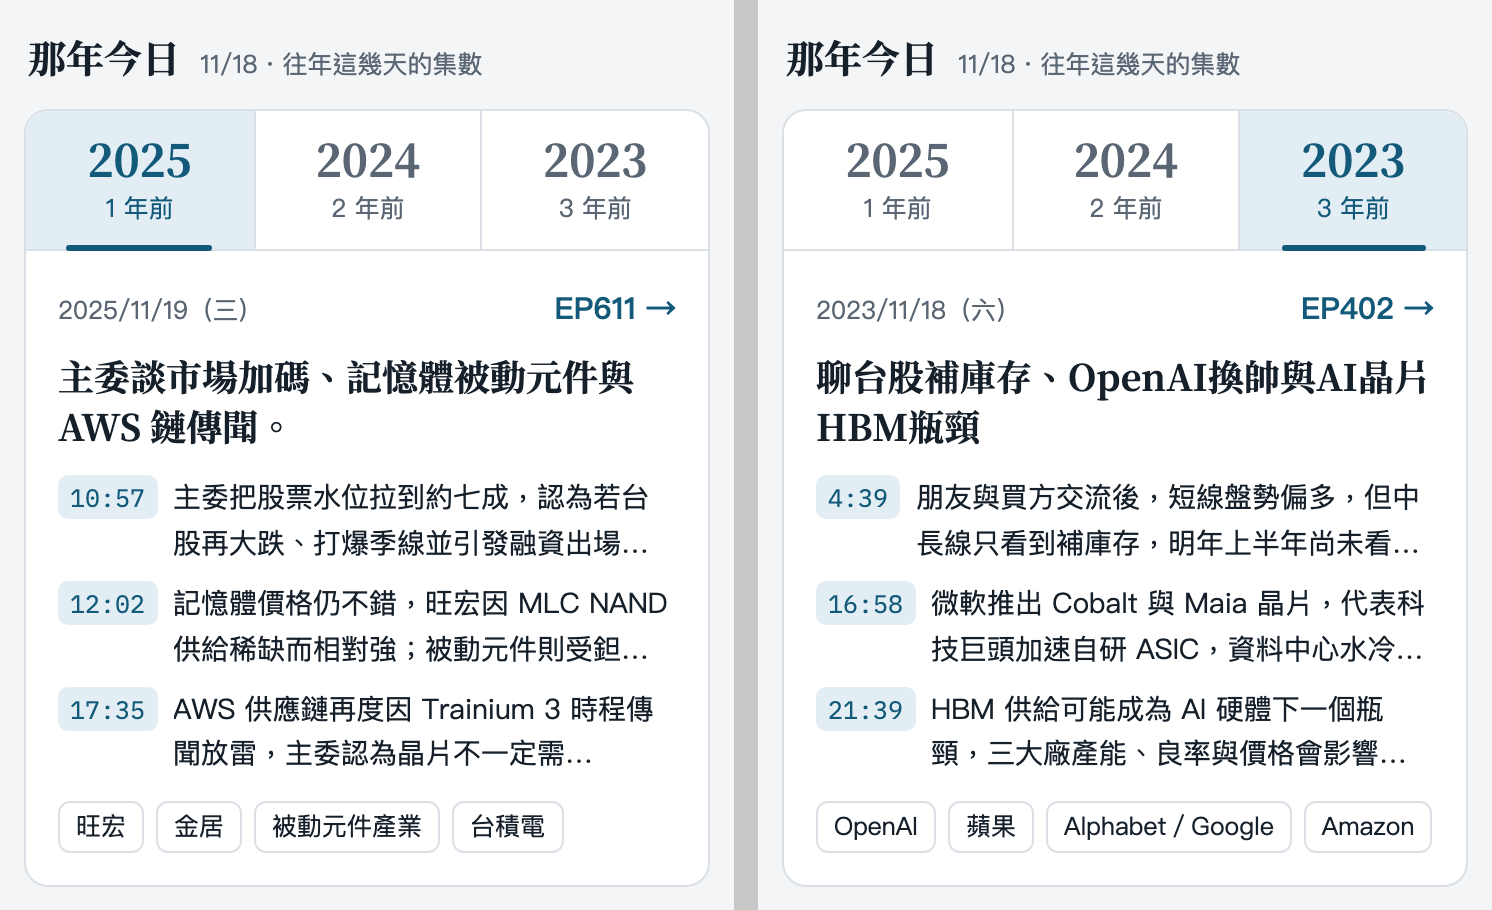 那年今日 11/18 · 往年這幾天的集數
2025 2024 2023
1 年前 2 年前 3 年前
2025/11/19（三） EP611 →
主委談市場加碼、記憶體被動元件與
AWS 鏈傳聞。
10:57 主委把股票水位拉到約七成，認為若台
股再大跌、打爆季線並引發融資出場…
12:02 記憶體價格仍不錯，旺宏因 MLC NAND
供給稀缺而相對強；被動元件則受鉭…
17:35 AWS 供應鏈再度因 Trainium 3 時程傳
聞放雷，主委認為晶片不一定需…
旺宏 金居 被動元件產業 台積電
那年今日 11/18 · 往年這幾天的集數
2025 2024 2023
1 年前 2 年前 3 年前
2023/11/18（六） EP402 →
聊台股補庫存、OpenAI換帥與AI晶片
HBM瓶頸
4:39 朋友與買方交流後，短線盤勢偏多，但中
長線只看到補庫存，明年上半年尚未看…
16:58 微軟推出 Cobalt 與 Maia 晶片，代表科
技巨頭加速自研 ASIC，資料中心水冷…
21:39 HBM 供給可能成為 AI 硬體下一個瓶
頸，三大廠產能、良率與價格會影響…
OpenAI 蘋果 Alphabet / Google Amazon